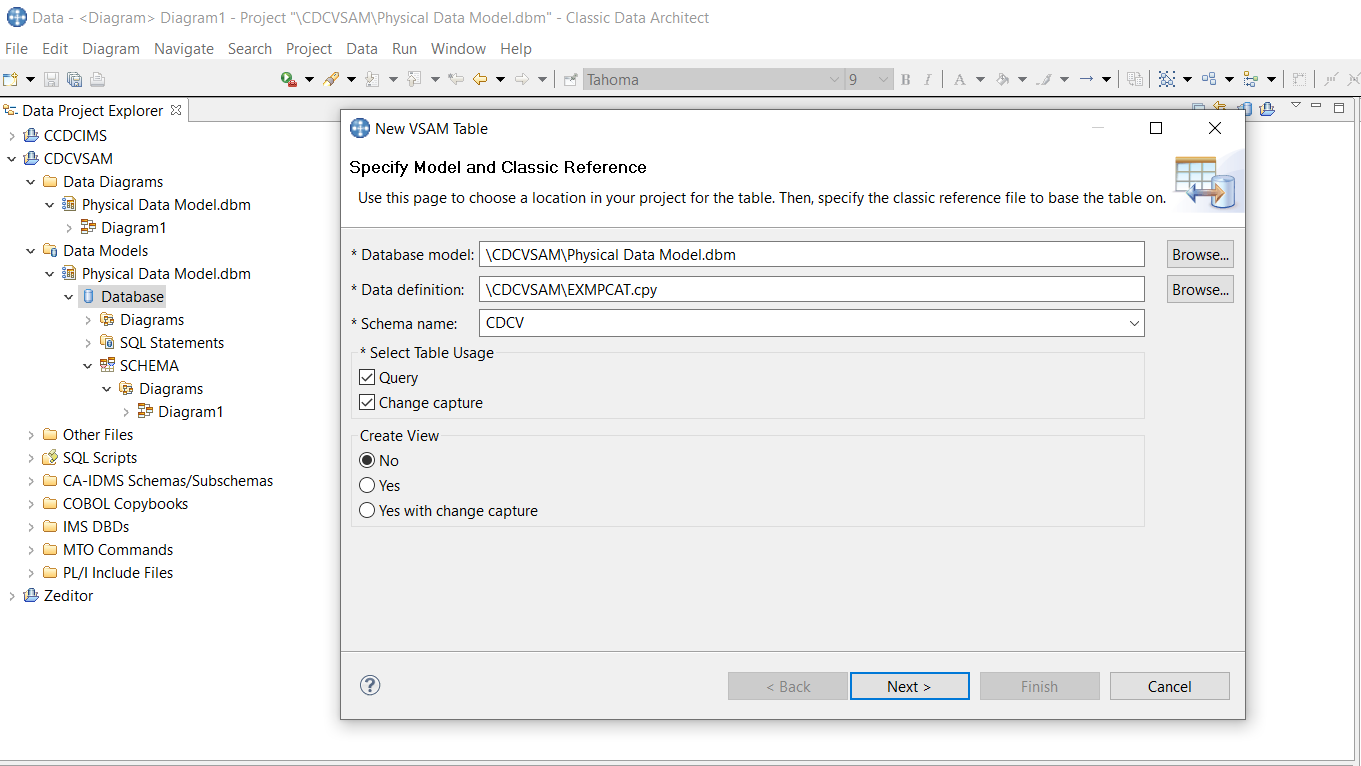 Data - <Diagram> Diagram1 - Project "\CDCVSAM\Physical Data Model.dbm" - Classic Data Architect
File Edit Diagram Navigate Search Project Data Run Window Help
Tahoma 9 B I A
Data Project Explorer
CCDCIMS
CDCVSAM
Data Diagrams
Physical Data Model.dbm
Diagram1
Data Models
Physical Data Model.dbm
Database
Diagrams
SQL Statements
SCHEMA
Diagrams
Diagram1
Other Files
SQL Scripts
CA-IDMS Schemas/Subschemas
COBOL Copybooks
IMS DBDs
MTO Commands
PL/I Include Files
Zeditor
New VSAM Table
Specify Model and Classic Reference
Use this page to choose a location in your project for the table. Then, specify the classic reference file to base the table on.
* Database model: \CDCVSAM\Physical Data Model.dbm Browse...
* Data definition: \CDCVSAM\EXMPCAT.cpy Browse...
* Schema name: CDCV
* Select Table Usage
Query
Change capture
Create View
No
Yes
Yes with change capture
? < Back Next > Finish Cancel